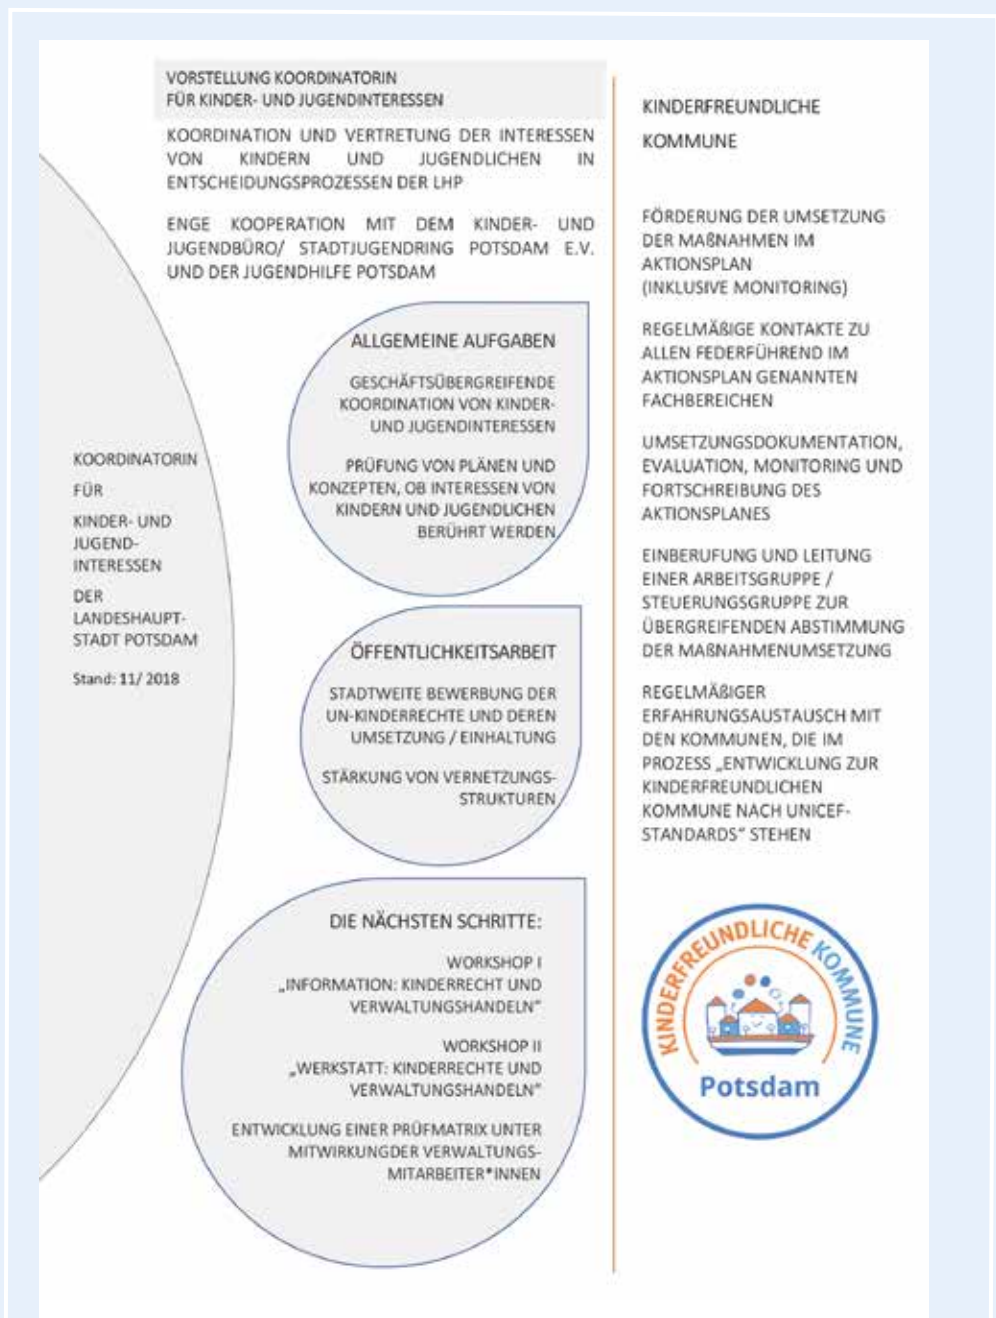 VORSTELLUNG KOORDINATORIN
FÜR KINDER- UND JUGENDINTERESSEN
KOORDINATION UND VERTRETUNG DER INTERESSEN
VON KINDERN UND JUGENDLICHEN IN
ENTSCHEIDUNGSPROZESSEN DER LHP
ENGE KOOPERATION MIT DEM KINDER- UND
JUGENDBÜRO/ STADTJUGENDRING POTSDAM E.V.
UND DER JUGENDHILFE POTSDAM
KOORDINATORIN
FÜR
KINDER- UND
JUGEND-
INTERESSEN
DER
LANDESHAUPT-
STADT POTSDAM
Stand: 11/ 2018
ALLGEMEINE AUFGABEN
GESCHÄFTSÜBERGREIFENDE
KOORDINATION VON KINDER-
UND JUGENDINTERESSEN
PRÜFUNG VON PLÄNEN UND
KONZEPTEN, OB INTERESSEN VON
KINDERN UND JUGENDLICHEN
BERÜHRT WERDEN
ÖFFENTLICHKEITSARBEIT
STADTWEITE BEWERBUNG DER
UN-KINDERRECHTE UND DEREN
UMSETZUNG / EINHALTUNG
STÄRKUNG VON VERNETZUNGS-
STRUKTUREN
DIE NÄCHSTEN SCHRITTE:
WORKSHOP I
„INFORMATION: KINDERRECHT UND
VERWALTUNGSHANDELN"
WORKSHOP II
„WERKSTATT: KINDERRECHTE UND
VERWALTUNGSHANDELN"
ENTWICKLUNG EINER PRÜFMATRIX UNTER
MITWIRKUNGDER VERWALTUNGS-
MITARBEITER*INNEN
KINDERFREUNDLICHE
KOMMUNE
FÖRDERUNG DER UMSETZUNG
DER MAßNAHMEN IM
AKTIONSPLAN
(INKLUSIVE MONITORING)
REGELMÄßIGE KONTAKTE ZU
ALLEN FEDERFÜHREND IM
AKTIONSPLAN GENANNTEN
FACHBEREICHEN
UMSETZUNGSDOKUMENTATION,
EVALUATION, MONITORING UND
FORTSCHREIBUNG DES
AKTIONSPLANES
EINBERUFUNG UND LEITUNG
EINER ARBEITSGRUPPE /
STEUERUNGSGRUPPE ZUR
ÜBERGREIFENDEN ABSTIMMUNG
DER MAßNAHMENUMSETZUNG
REGELMÄßIGER
ERFAHRUNGSAUSTAUSCH MIT
DEN KOMMUNEN, DIE IM
PROZESS „ENTWICKLUNG ZUR
KINDERFREUNDLICHEN
KOMMUNE NACH UNICEF-
STANDARDS" STEHEN
KINDERFREUNDLICHE KOMMUNE
Potsdam